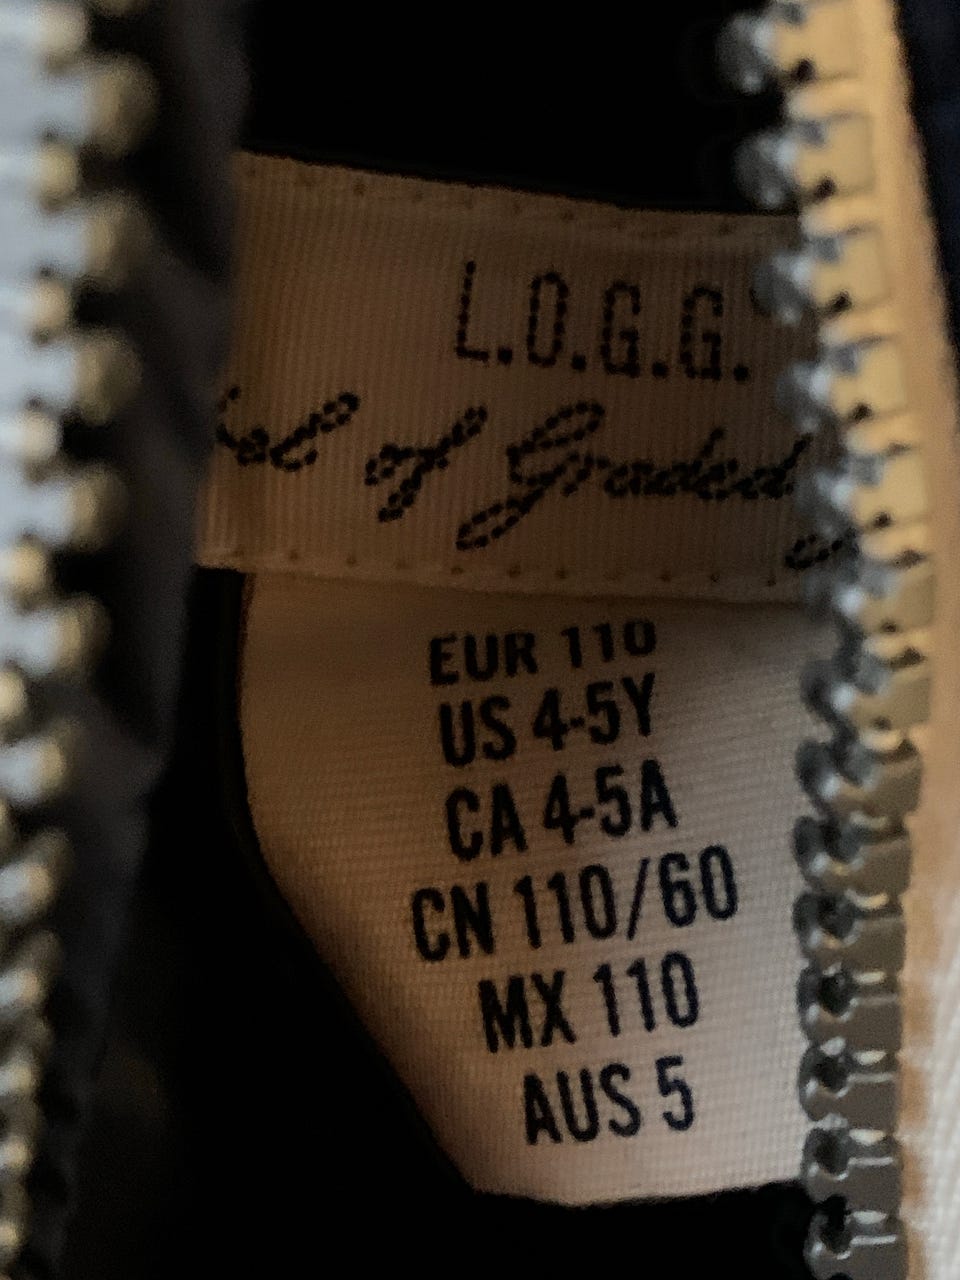 L.O.G.G.
of Graded
EUR 110
US 4-5Y
CA 4-5A
CN 110/60
MX 110
AUS 5